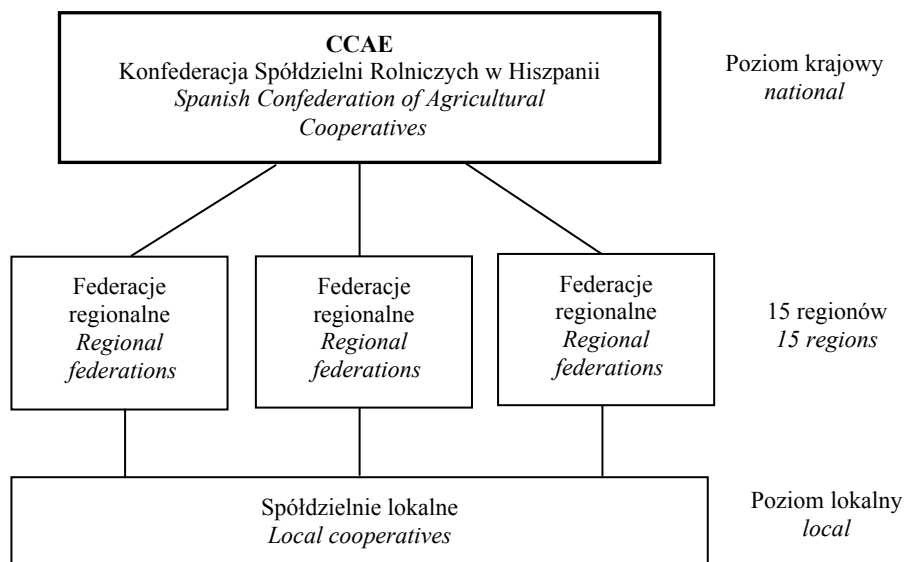 CCAE
Konfederacja Spółdzielni Rolniczych w Hiszpanii
Spanish Confederation of Agricultural
Cooperatives
Poziom krajowy
national
Federacje
regionalne
Regional
federations
Federacje
regionalne
Regional
federations
Federacje
regionalne
Regional
federations
15 regionów
15 regions
Spółdzielnie lokalne
Local cooperatives
Poziom lokalny
local